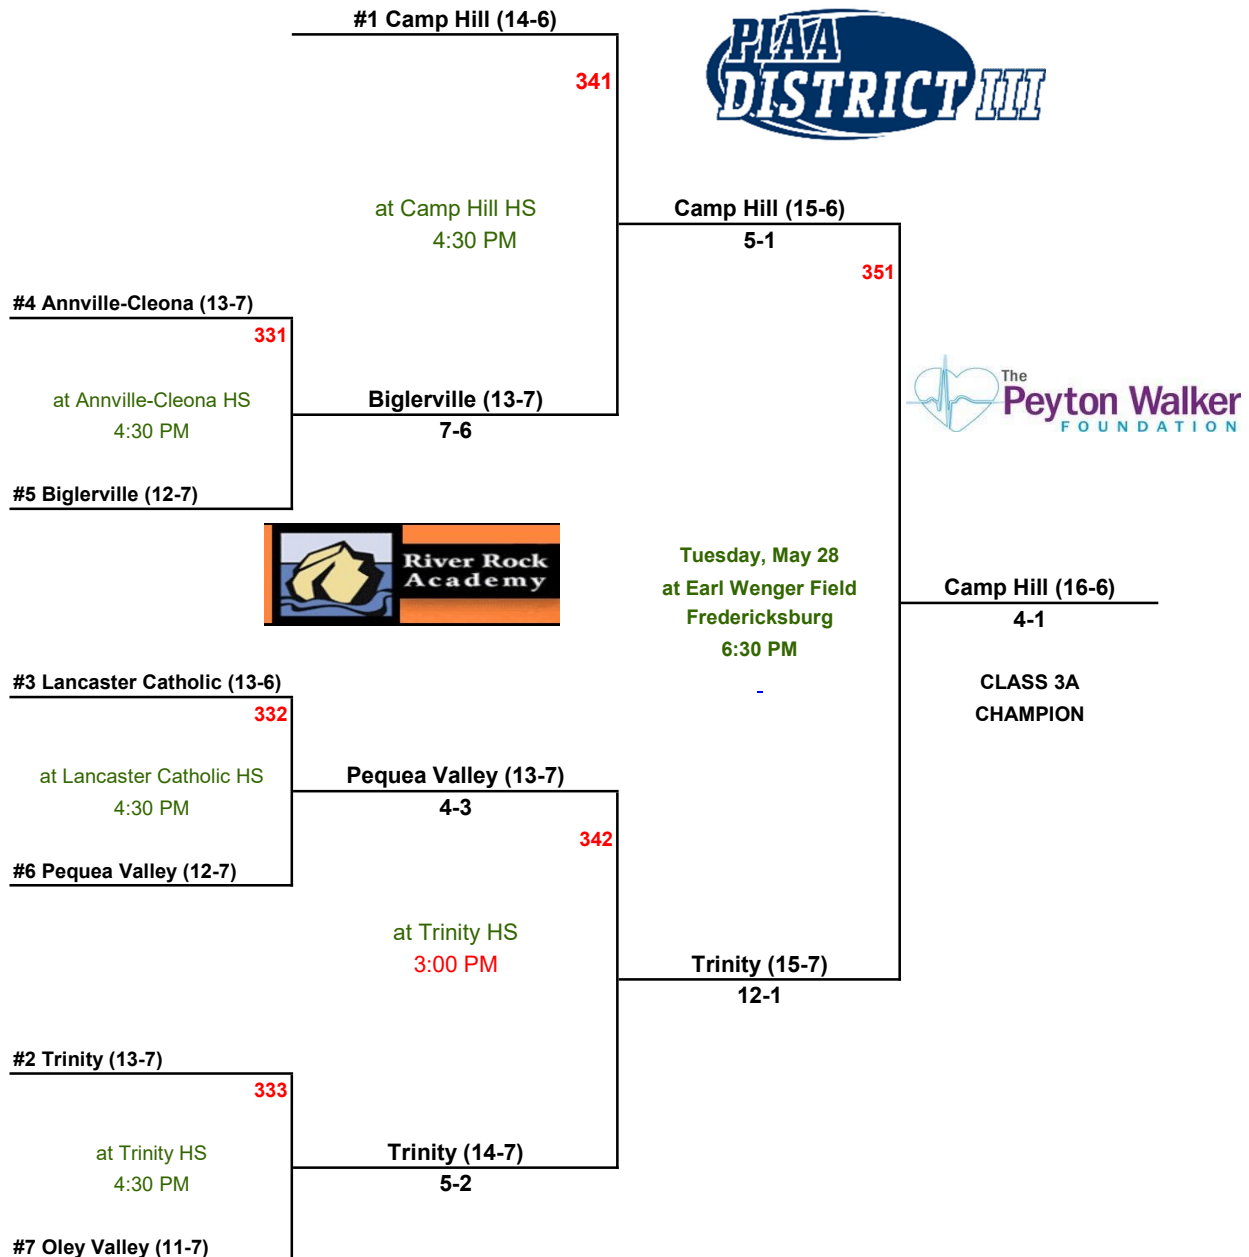 #1 Camp Hill (14-6)
PIAA
DISTRICT III
341
at Camp Hill HS
4:30 PM
Camp Hill (15-6)
5-1
351
#4 Annville-Cleona (13-7)
331
at Annville-Cleona HS
4:30 PM
Biglerville (13-7)
7-6
#5 Biglerville (12-7)
The
Peyton Walker
FOUNDATION
River Rock
Academy
Tuesday, May 28
at Earl Wenger Field
Fredericksburg
6:30 PM
-
Camp Hill (16-6)
4-1
CLASS 3A
CHAMPION
#3 Lancaster Catholic (13-6)
332
at Lancaster Catholic HS
4:30 PM
Pequea Valley (13-7)
4-3
342
#6 Pequea Valley (12-7)
at Trinity HS
3:00 PM
Trinity (15-7)
12-1
#2 Trinity (13-7)
333
at Trinity HS
4:30 PM
Trinity (14-7)
5-2
#7 Oley Valley (11-7)